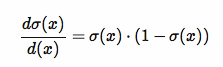 dσ(x)/d(x) = σ(x) · (1 − σ(x))